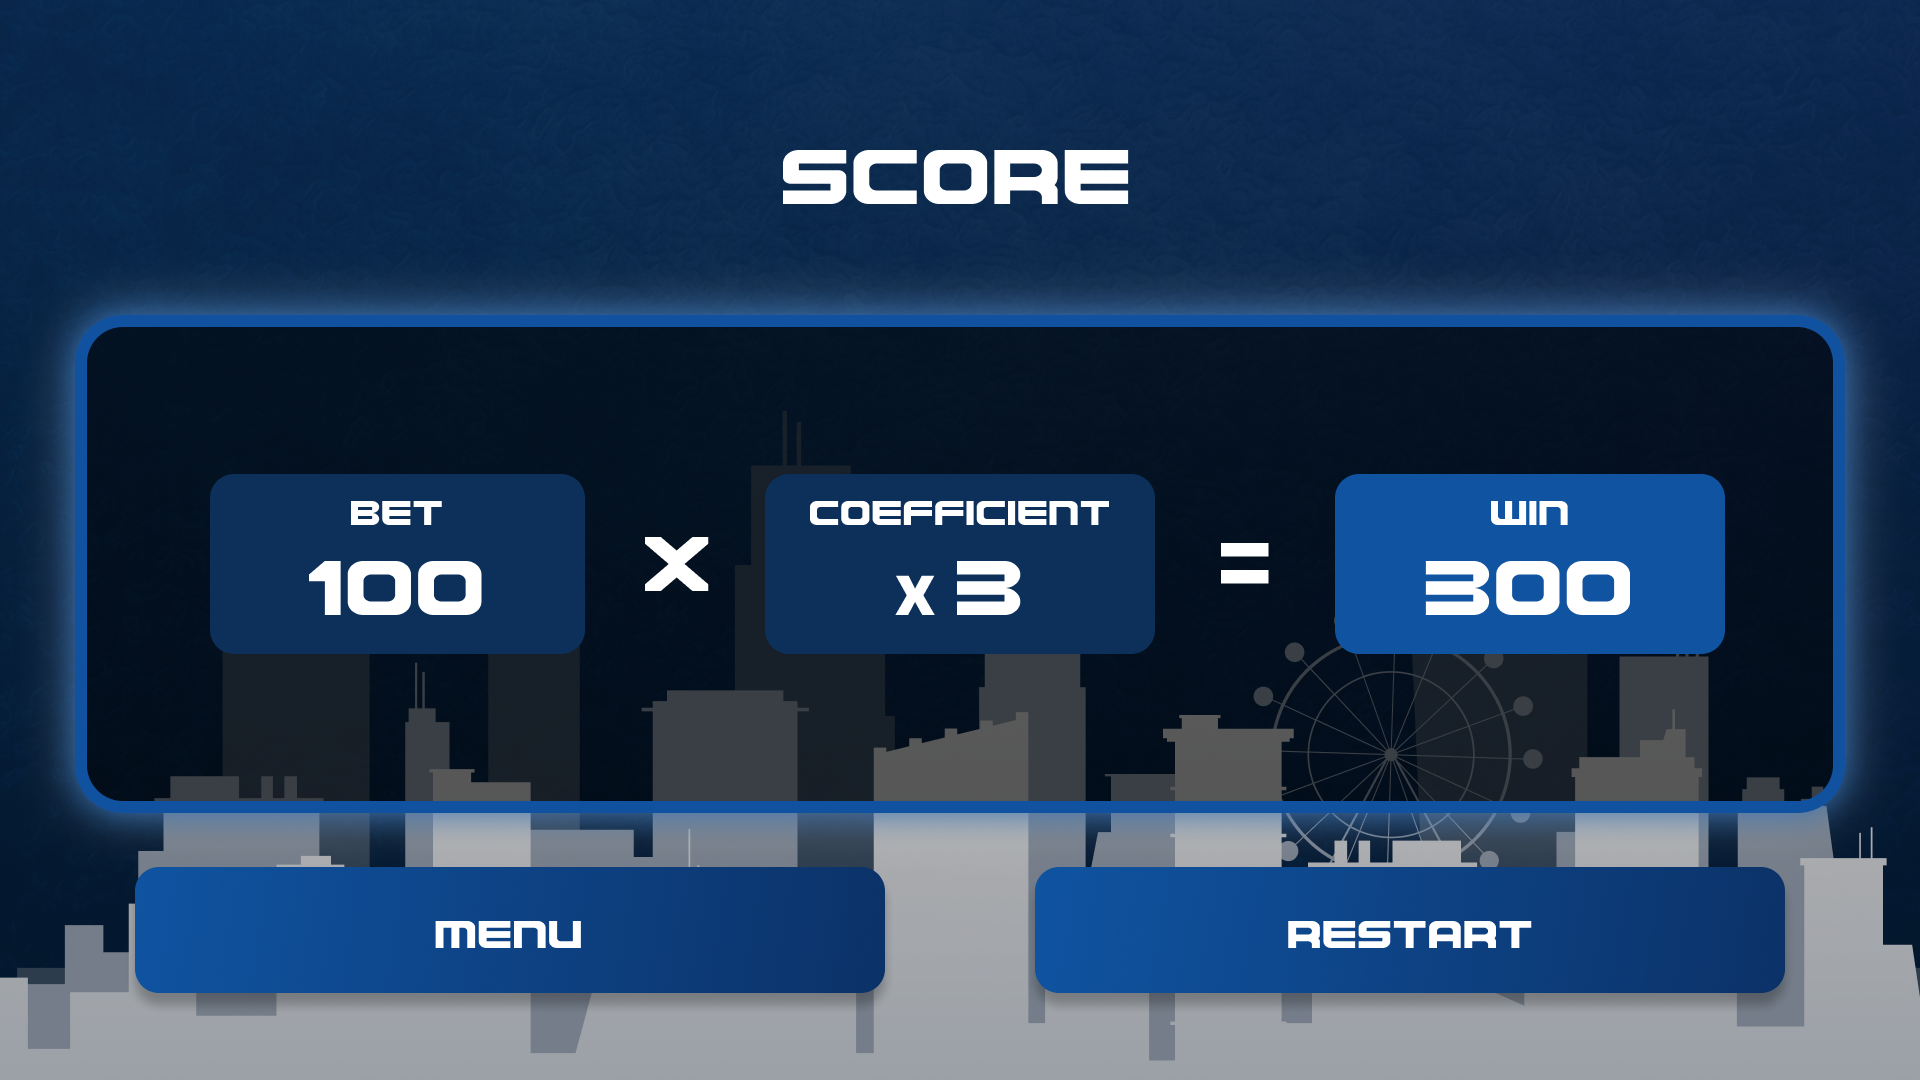 SCORE
BET
100
x
COEFFICIENT
x 3
=
WIN
300
MENU
RESTART